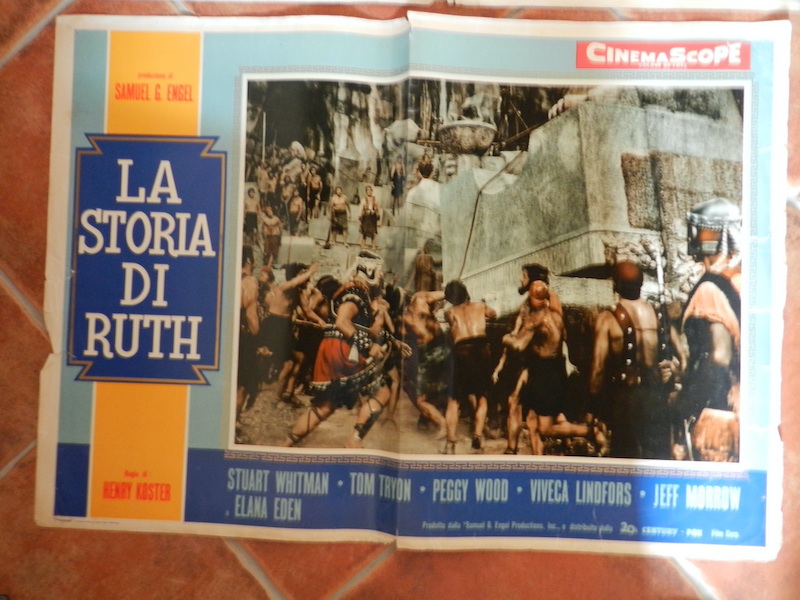 produzione di
SAMUEL G. ENGEL
CINEMASCOPE
LA
STORIA
DI
RUTH
Regia di:
HENRY KOSTER
STUART WHITMAN • TOM TRYON • PEGGY WOOD • VIVECA LINDFORS • JEFF MORROW
• ELANA EDEN
Prodotto dalla "Samuel G. Engel Productions. Inc., e distribuito dalla 20th CENTURY - FOX